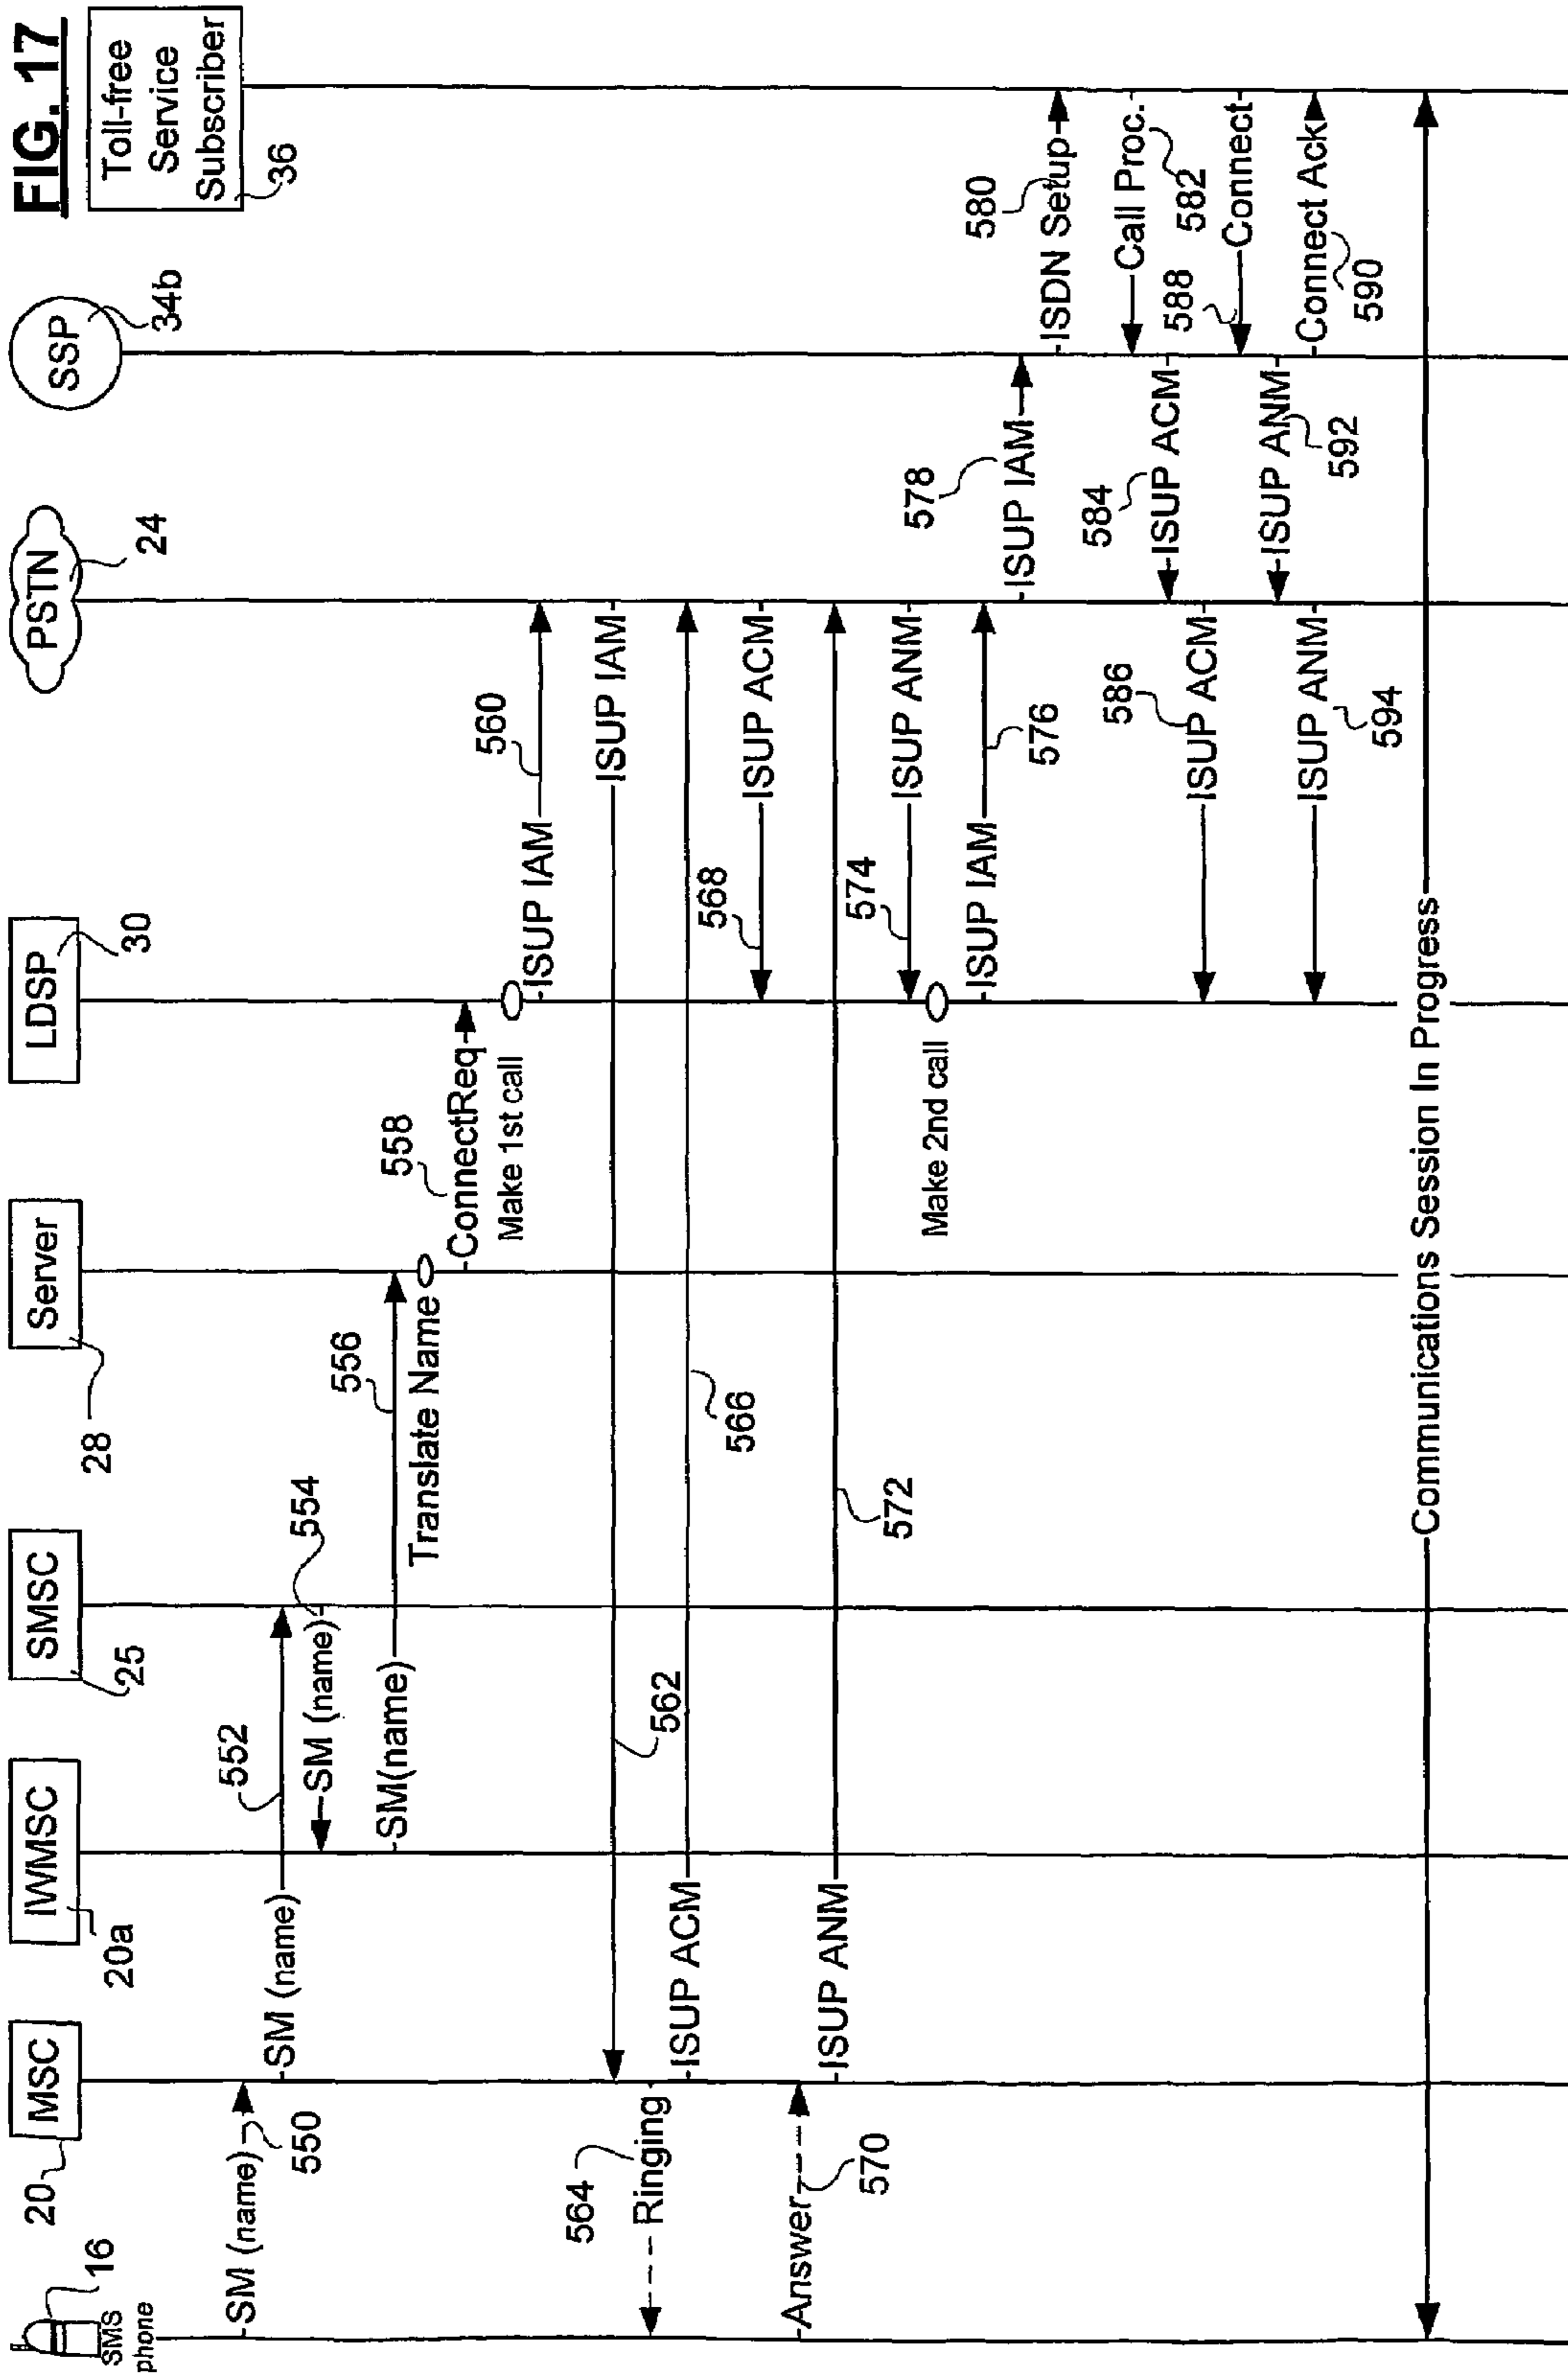 FIG. 17
SMS
phone
16
MSC
20
IWMSC
20a
SMSC
25
Server
28
LDSP
30
PSTN
24
SSP
34b
Toll-free
Service
Subscriber
36
SM (name)
550
SM (name)
552
SM (name)
554
SM(name)
556
Translate Name
ConnectReq
558
Make 1st call
ISUP IAM
560
ISUP IAM
562
Ringing
564
ISUP ACM
566
ISUP ACM
568
Answer
570
ISUP ANM
572
ISUP ANM
574
Make 2nd call
ISUP IAM
576
ISUP IAM
578
ISDN Setup
580
Call Proc.
582
ISUP ACM
584
ISUP ACM
586
Connect
588
ISUP ANM
592
Connect Ack
590
ISUP ANM
594
Communications Session In Progress